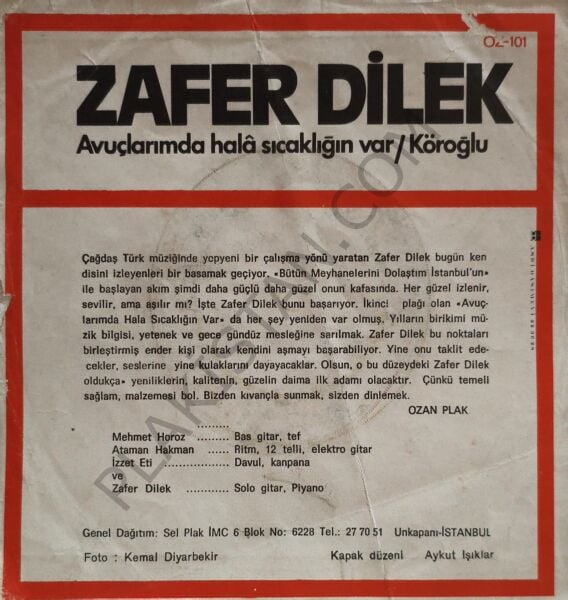 OZ-101
ZAFER DİLEK
Avuçlarımda halâ sıcaklığın var/Köroğlu
Çağdaş Türk müziğinde yepyeni bir çalışma yönü yaratan Zafer Dilek bugün ken
disini izleyenleri bir basamak geçiyor. «Bütün Meyhanelerini Dolaştım İstanbul'un»
ile başlayan akım şimdi daha güçlü daha güzel onun kafasında. Her güzel izlenir,
sevilir, ama aşılır mı? İşte Zafer Dilek bunu başarıyor. İkinci plağı olan «Avuç-
larımda Hala Sıcaklığın Var» da her şey yeniden var olmuş. Yılların birikimi mü-
zik bilgisi, yetenek ve gece gündüz mesleğine sarılmak. Zafer Dilek bu noktaları
birleştirmiş ender kişi olarak kendini aşmayı başarabiliyor. Yine onu taklit ede-
cekler, seslerine yine kulaklarını dayayacaklar. Olsun, o bu düzeydeki Zafer Dilek
oldukça» yeniliklerin, kalitenin, güzelin daima ilk adamı olacaktır. Çünkü temeli
sağlam, malzemesi bol. Bizden kıvançla sunmak, sizden dinlemek.
OZAN PLAK
..........
Mehmet Horoz .......... Bas gitar, tef
Ataman Hakman ...... Ritm, 12 telli, elektro gitar
İzzet Eti .................. Davul, kanpana
ve
Zafer Dilek ............ Solo gitar, Piyano
Genel Dağıtım: Sel Plak İMC 6 Blok No: 6228 Tel.: 27 70 51 Unkapanı-İSTANBUL
Foto : Kemal Diyarbekir Kapak düzeni Aykut Işıklar
PLAKISTAN.COM